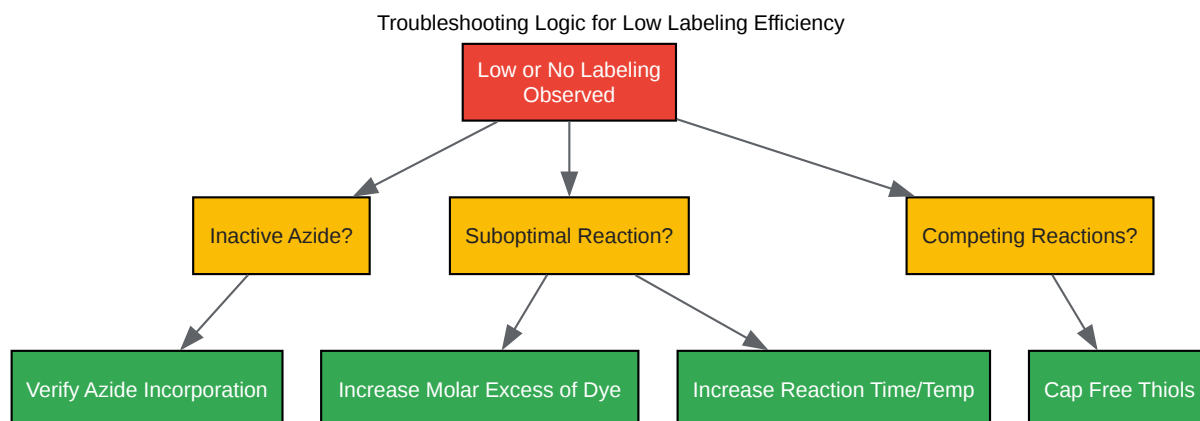 Troubleshooting Logic for Low Labeling Efficiency
Low or No Labeling
Observed
Inactive Azide?
Suboptimal Reaction?
Competing Reactions?
Verify Azide Incorporation
Increase Molar Excess of Dye
Increase Reaction Time/Temp
Cap Free Thiols